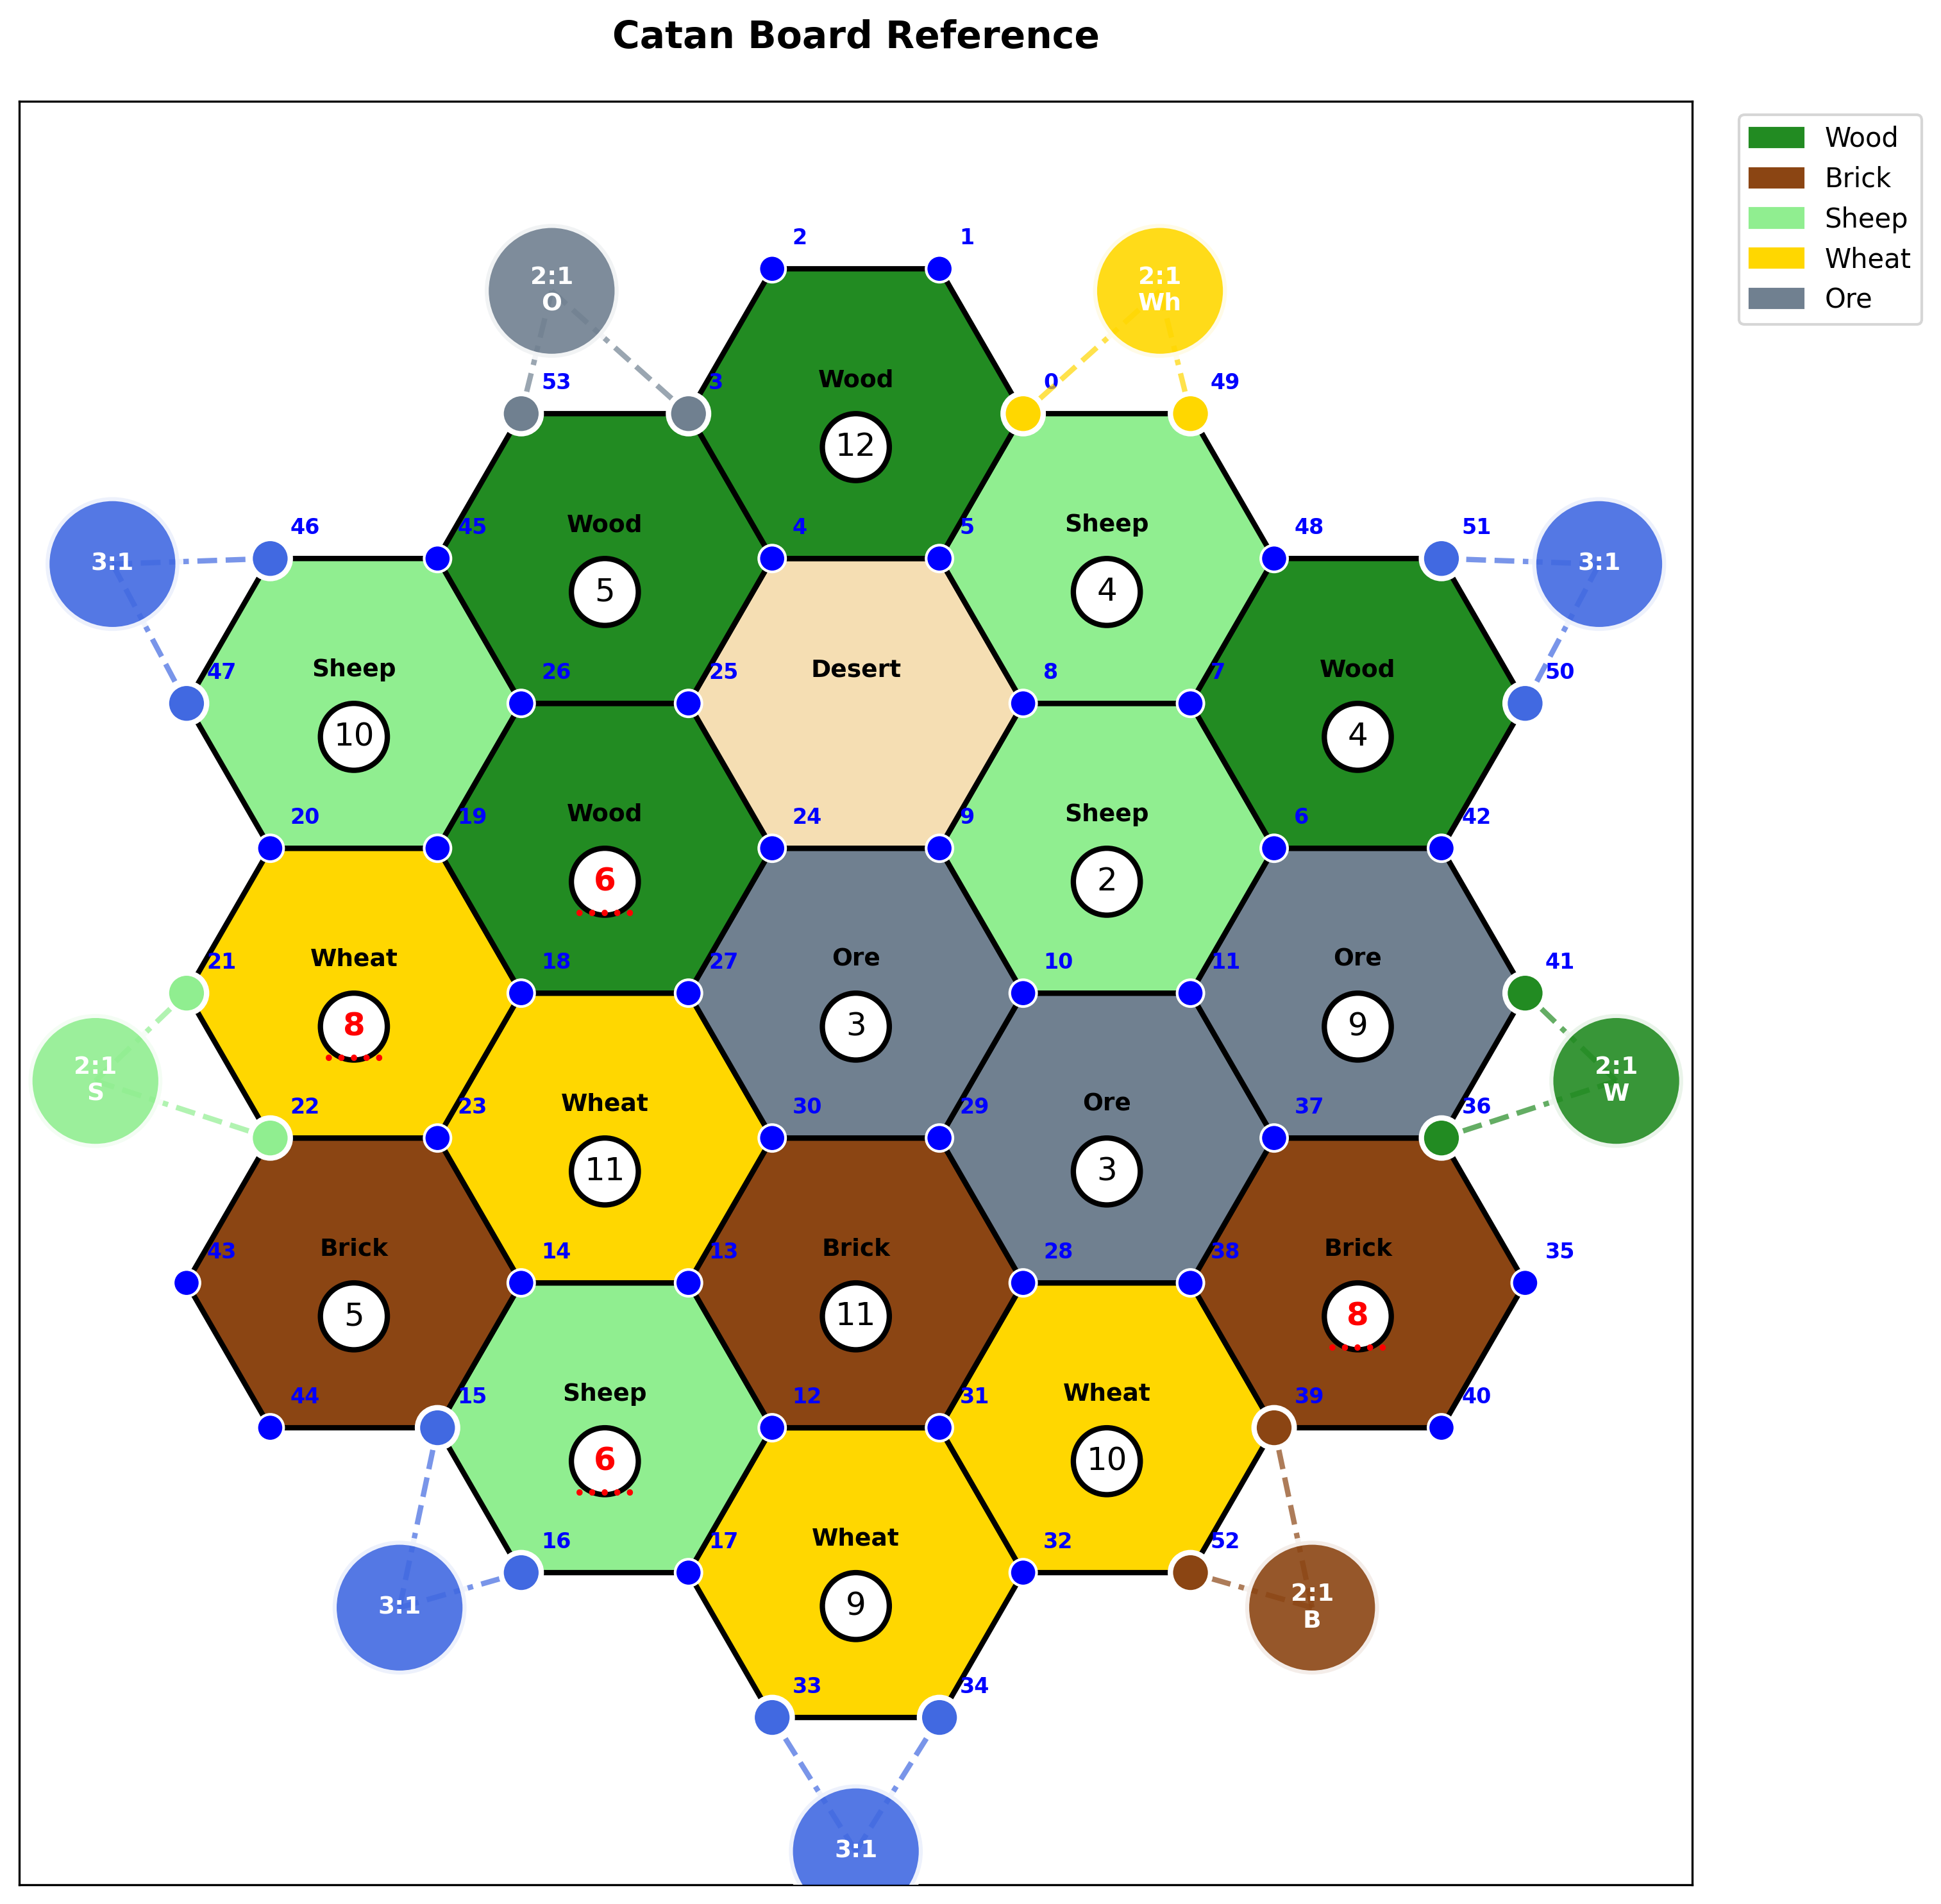 Catan Board Reference
Wood
Brick
Sheep
Wheat
Ore
2 1
2:1 2:1
O Wh
53 3 Wood 0 49
12
46 45 Wood 4 5 Sheep 48 51
3:1 3:1
5 4
47 Sheep 26 25 Desert 8 7 Wood 50
10 4
20 19 Wood 24 9 Sheep 6 42
6 2
21 Wheat 18 27 Ore 10 11 Ore 41
8 3 9
2:1 2:1
S W
22 23 Wheat 30 29 Ore 37 36
11 3
43 Brick 14 13 Brick 28 38 Brick 35
5 11 8
44 15 Sheep 12 31 Wheat 39 40
6 10
16 17 Wheat 32 52
3:1 9 2:1
B
33 34
3:1